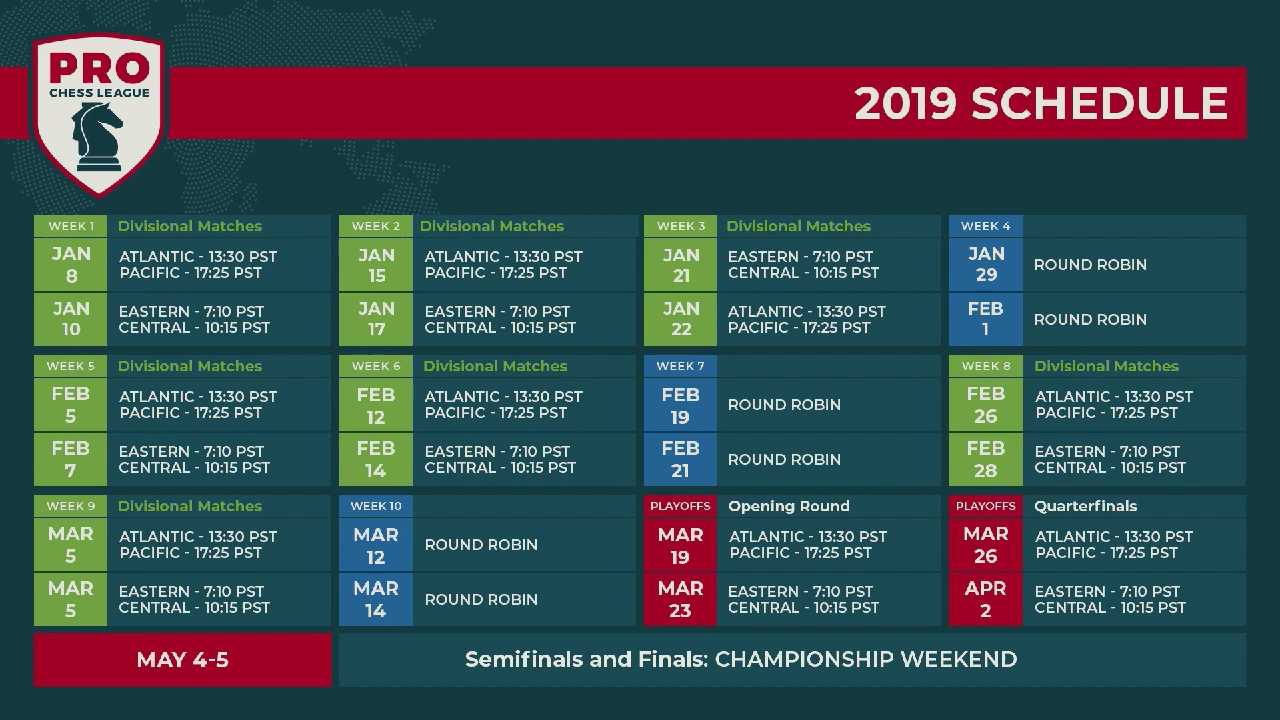 PRO
CHESS LEAGUE
2019 SCHEDULE
WEEK 1 Divisional Matches
JAN 8
ATLANTIC - 13:30 PST
PACIFIC - 17:25 PST
JAN 10
EASTERN - 7:10 PST
CENTRAL - 10:15 PST
WEEK 2 Divisional Matches
JAN 15
ATLANTIC - 13:30 PST
PACIFIC - 17:25 PST
JAN 17
EASTERN - 7:10 PST
CENTRAL - 10:15 PST
WEEK 3 Divisional Matches
JAN 21
EASTERN - 7:10 PST
CENTRAL - 10:15 PST
JAN 22
ATLANTIC - 13:30 PST
PACIFIC - 17:25 PST
WEEK 4
JAN 29
ROUND ROBIN
FEB 1
ROUND ROBIN
WEEK 5 Divisional Matches
FEB 5
ATLANTIC - 13:30 PST
PACIFIC - 17:25 PST
FEB 7
EASTERN - 7:10 PST
CENTRAL - 10:15 PST
WEEK 6 Divisional Matches
FEB 12
ATLANTIC - 13:30 PST
PACIFIC - 17:25 PST
FEB 14
EASTERN - 7:10 PST
CENTRAL - 10:15 PST
WEEK 7
FEB 19
ROUND ROBIN
FEB 21
ROUND ROBIN
WEEK 8 Divisional Matches
FEB 26
ATLANTIC - 13:30 PST
PACIFIC - 17:25 PST
FEB 28
EASTERN - 7:10 PST
CENTRAL - 10:15 PST
WEEK 9 Divisional Matches
MAR 5
ATLANTIC - 13:30 PST
PACIFIC - 17:25 PST
MAR 5
EASTERN - 7:10 PST
CENTRAL - 10:15 PST
WEEK 10
MAR 12
ROUND ROBIN
MAR 14
ROUND ROBIN
PLAYOFFS Opening Round
MAR 19
ATLANTIC - 13:30 PST
PACIFIC - 17:25 PST
MAR 23
EASTERN - 7:10 PST
CENTRAL - 10:15 PST
PLAYOFFS Quarterfinals
MAR 26
ATLANTIC - 13:30 PST
PACIFIC - 17:25 PST
APR 2
EASTERN - 7:10 PST
CENTRAL - 10:15 PST
MAY 4-5
Semifinals and Finals: CHAMPIONSHIP WEEKEND